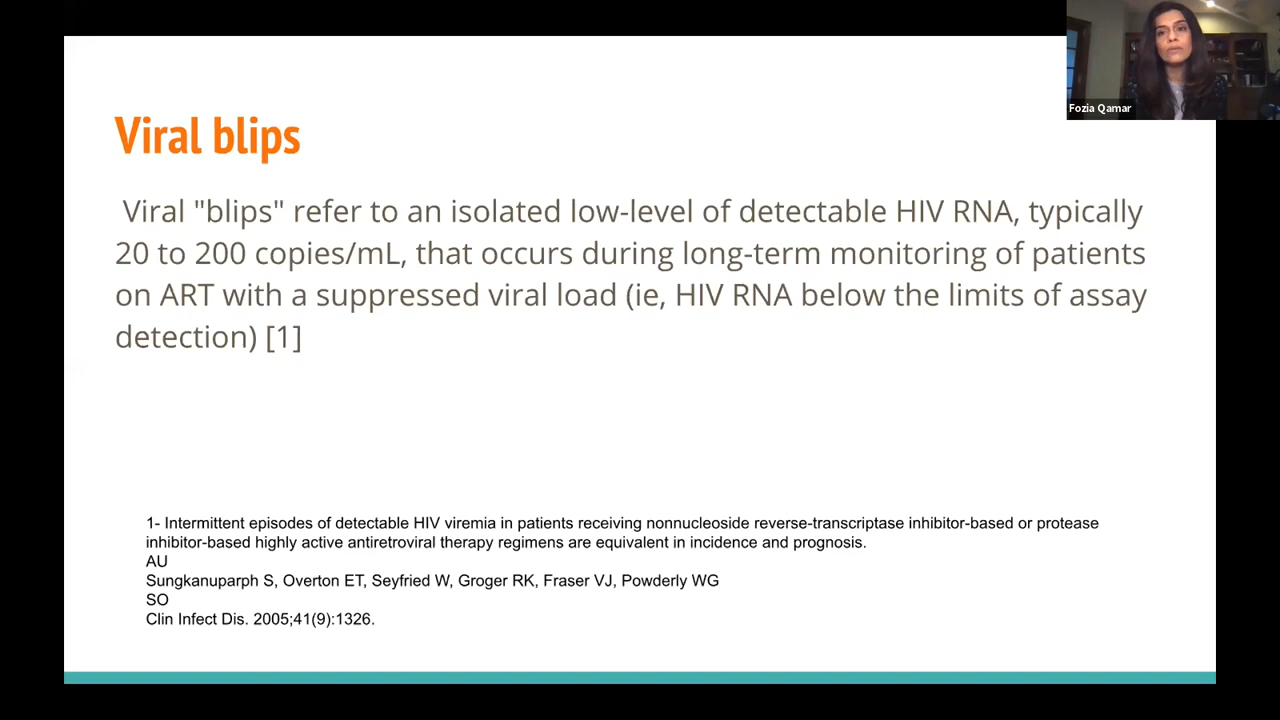 Fozia Qamar
Viral blips
Viral "blips" refer to an isolated low-level of detectable HIV RNA, typically
20 to 200 copies/mL, that occurs during long-term monitoring of patients
on ART with a suppressed viral load (ie, HIV RNA below the limits of assay
detection) [1]
1- Intermittent episodes of detectable HIV viremia in patients receiving nonnucleoside reverse-transcriptase inhibitor-based or protease
inhibitor-based highly active antiretroviral therapy regimens are equivalent in incidence and prognosis.
AU
Sungkanuparph S, Overton ET, Seyfried W, Groger RK, Fraser VJ, Powderly WG
SO
Clin Infect Dis. 2005;41(9):1326.